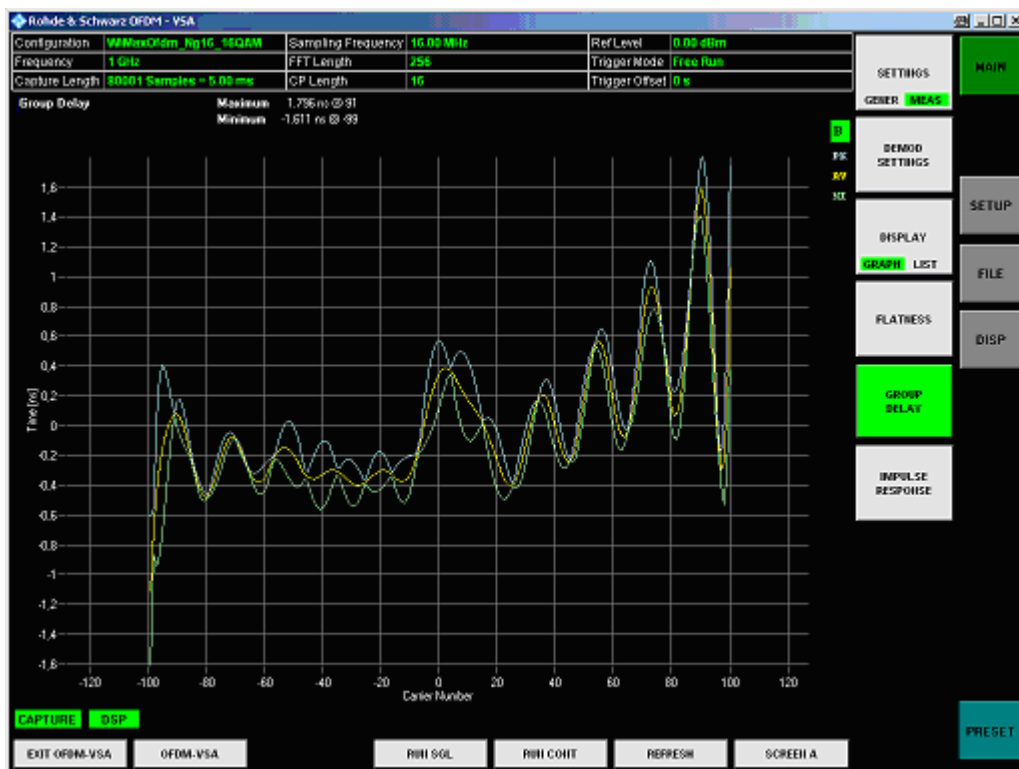 Rohde & Schwarz OFDM - VSA
Configuration WiMaxOfdm_Ng16_16QAM Sampling Frequency 16.00 MHz Ref Level 0.00 dBm
Frequency 1 GHz FFT Length 256 Trigger Mode Free Run
Capture Length 80001 Samples = 5.00 ms CP Length 16 Trigger Offset 0 s
Group Delay Maximum 1.796 ns @ 91
Minimum -1.611 ns @ -99
B
PK
AV
MI
1,6
1,4
1,2
1
0,8
0,6
0,4
0,2
0
-0,2
-0,4
-0,6
-0,8
-1
-1,2
-1,4
-1,6
Time [ns]
-120 -100 -80 -60 -40 -20 0 20 40 60 80 100 120
Carrier Number
SETTINGS
GENER MEAS
DEMOD
SETTINGS
DISPLAY
GRAPH LIST
FLATNESS
GROUP
DELAY
IMPULSE
RESPONSE
MAIN
SETUP
FILE
DISP
PRESET
CAPTURE DSP
EXIT OFDM-VSA OFDM-VSA RUN SGL RUN CONT REFRESH SCREEN A